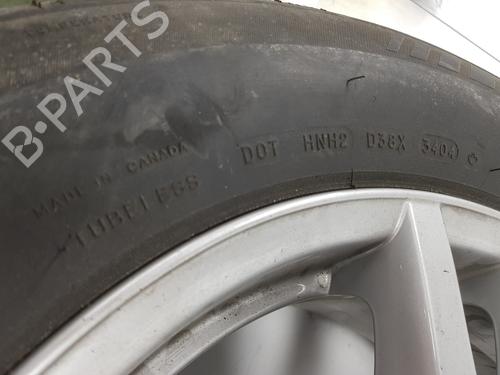 B-PARTS
MADE IN CANADA
TUBELESS
DOT HNH2 D38X 3404